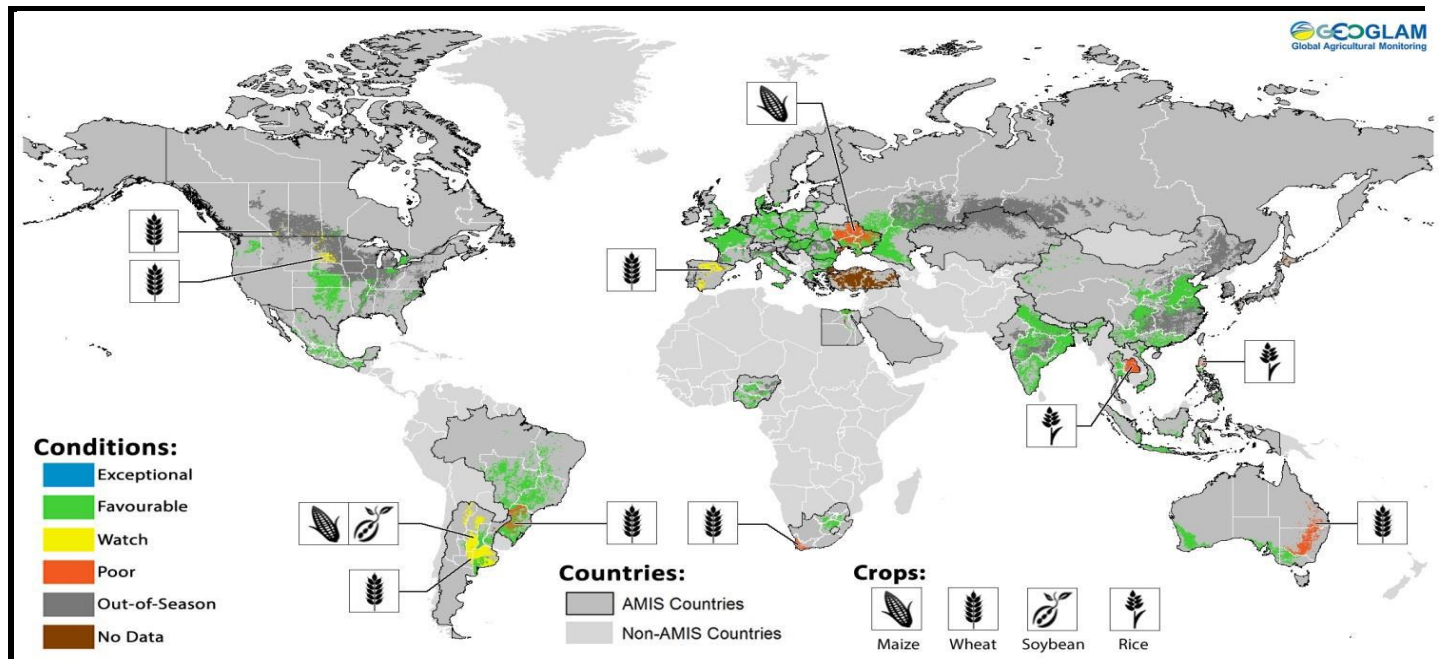 GEOGLAM
Global Agricultural Monitoring
Conditions:
Exceptional
Favourable
Watch
Poor
Out-of-Season
No Data
Countries:
AMIS Countries
Non-AMIS Countries
Crops:
Maize
Wheat
Soybean
Rice